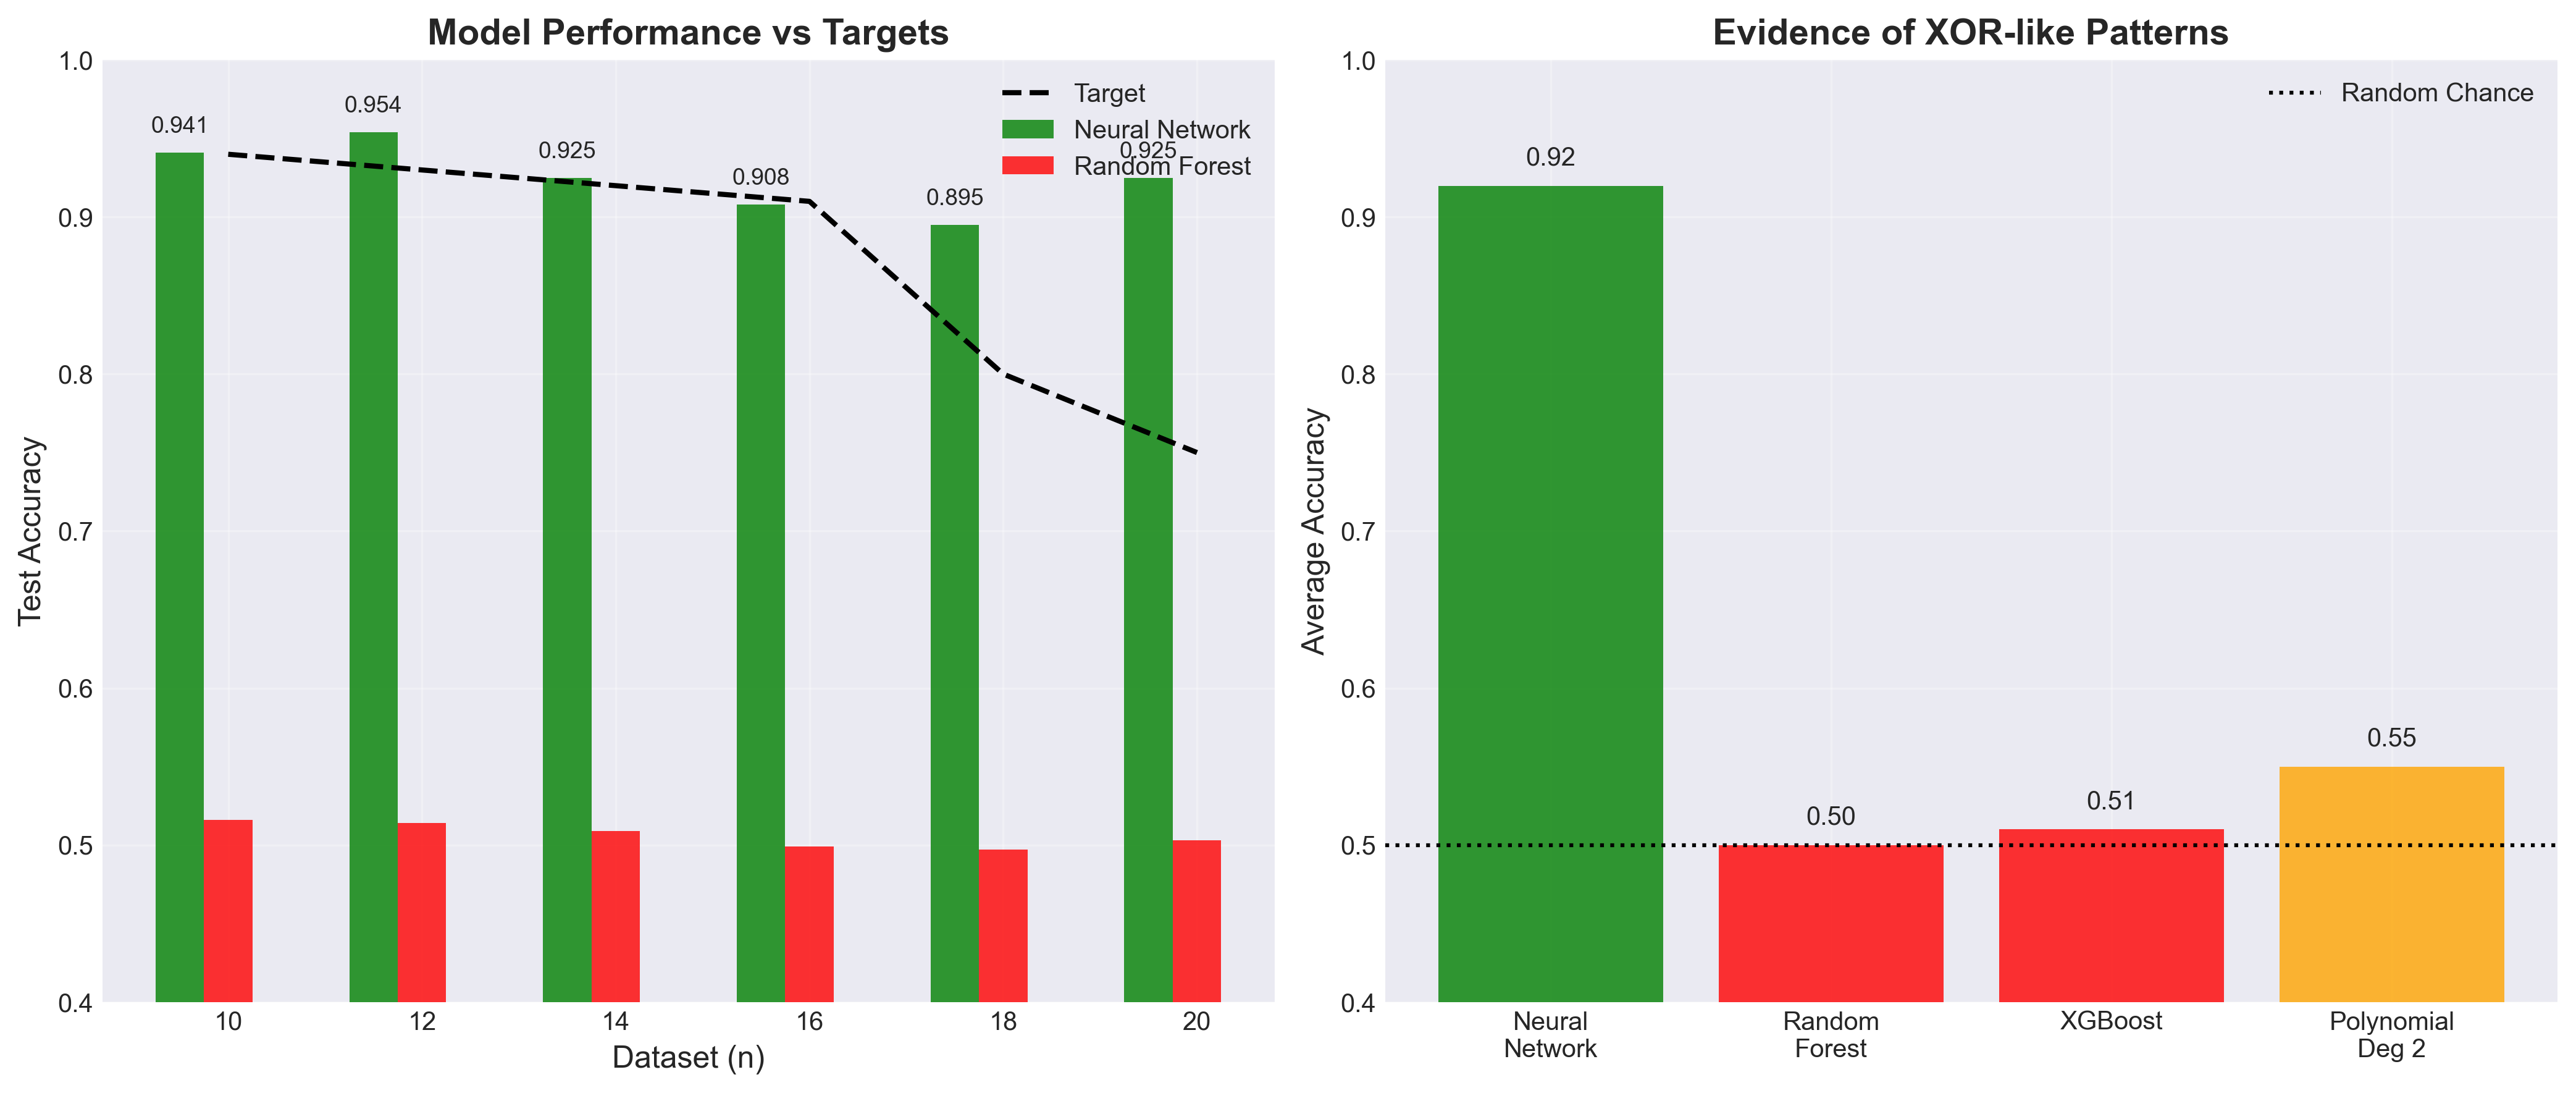 Model Performance vs Targets
1.0
0.9
0.8
0.7
0.6
0.5
0.4
Test Accuracy
0.941
0.954
0.925
0.908
0.895
0.925
Target
Neural Network
Random Forest
10
12
14
16
18
20
Dataset (n)
Evidence of XOR-like Patterns
1.0
0.9
0.8
0.7
0.6
0.5
0.4
Average Accuracy
Random Chance
0.92
0.50
0.51
0.55
Neural
Network
Random
Forest
XGBoost
Polynomial
Deg 2